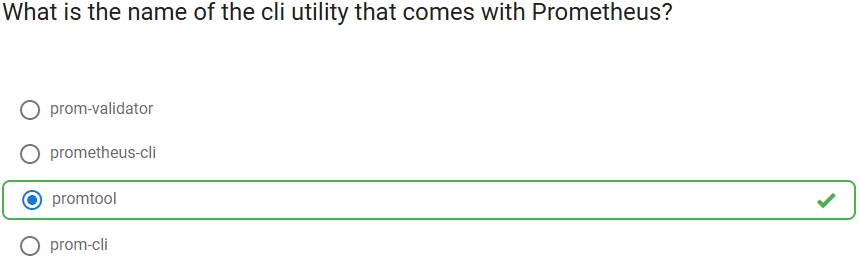 What is the name of the cli utility that comes with Prometheus?
prom-validator
prometheus-cli
promtool
prom-cli